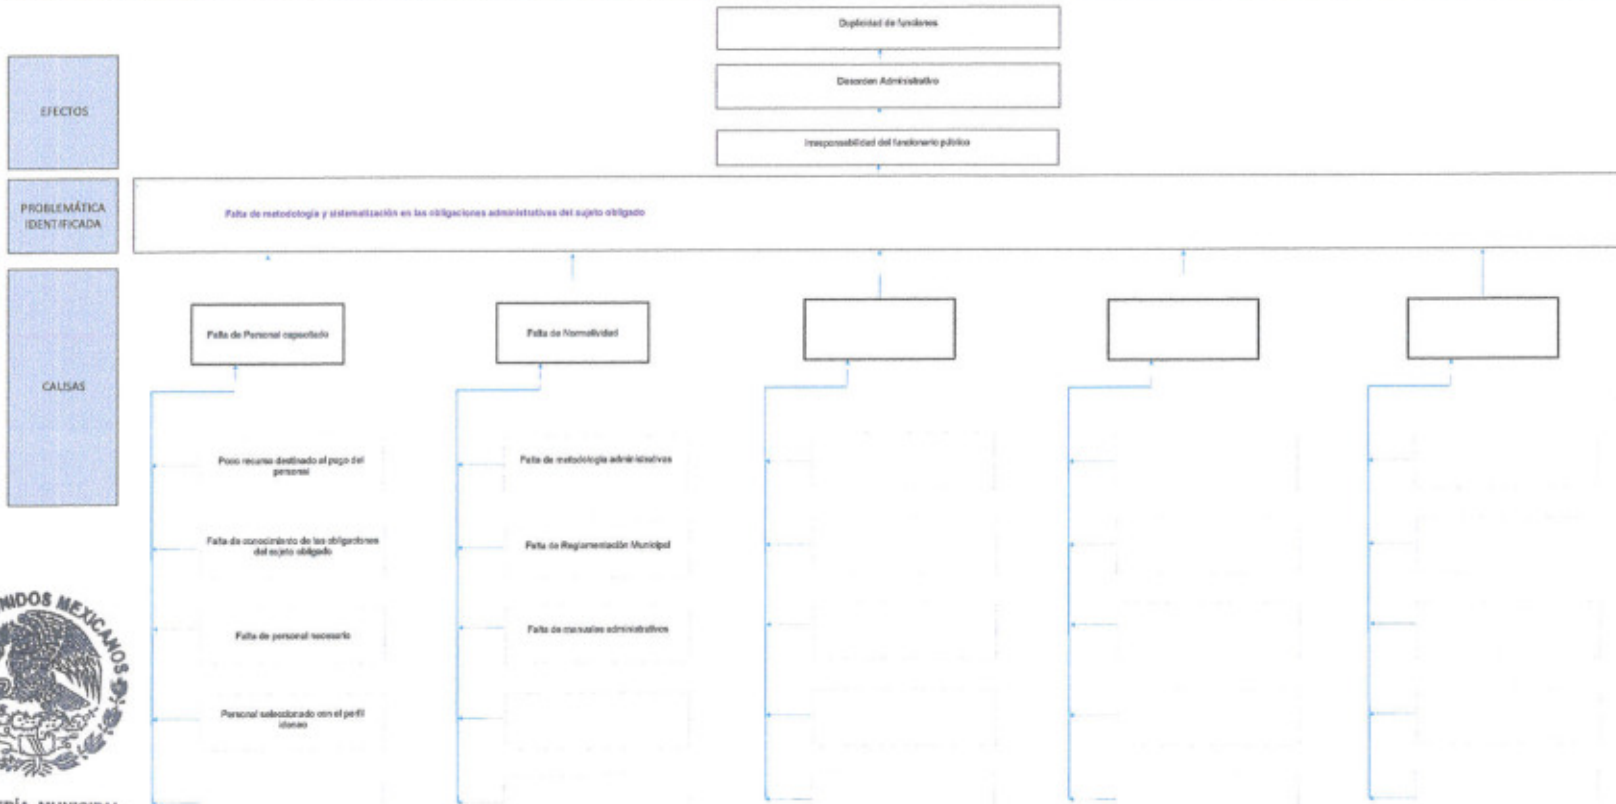 Duplicidad de funciones
Desorden Administrativo
Irresponsabilidad del funcionario público
EFECTOS
PROBLEMÁTICA
IDENTIFICADA
Falta de metodología y sistematización en las obligaciones administrativas del sujeto obligado
CAUSAS
Falta de Personal capacitado
Falta de Normatividad
Poco recurso destinado al pago del
personal
Falta de metodología administrativas
Falta de conocimiento de las obligaciones
del sujeto obligado
Falta de Reglamentación Municipal
Falta de personal necesario
Falta de manuales administrativos
Personal seleccionado con el perfil
idoneo
MEXICANOS